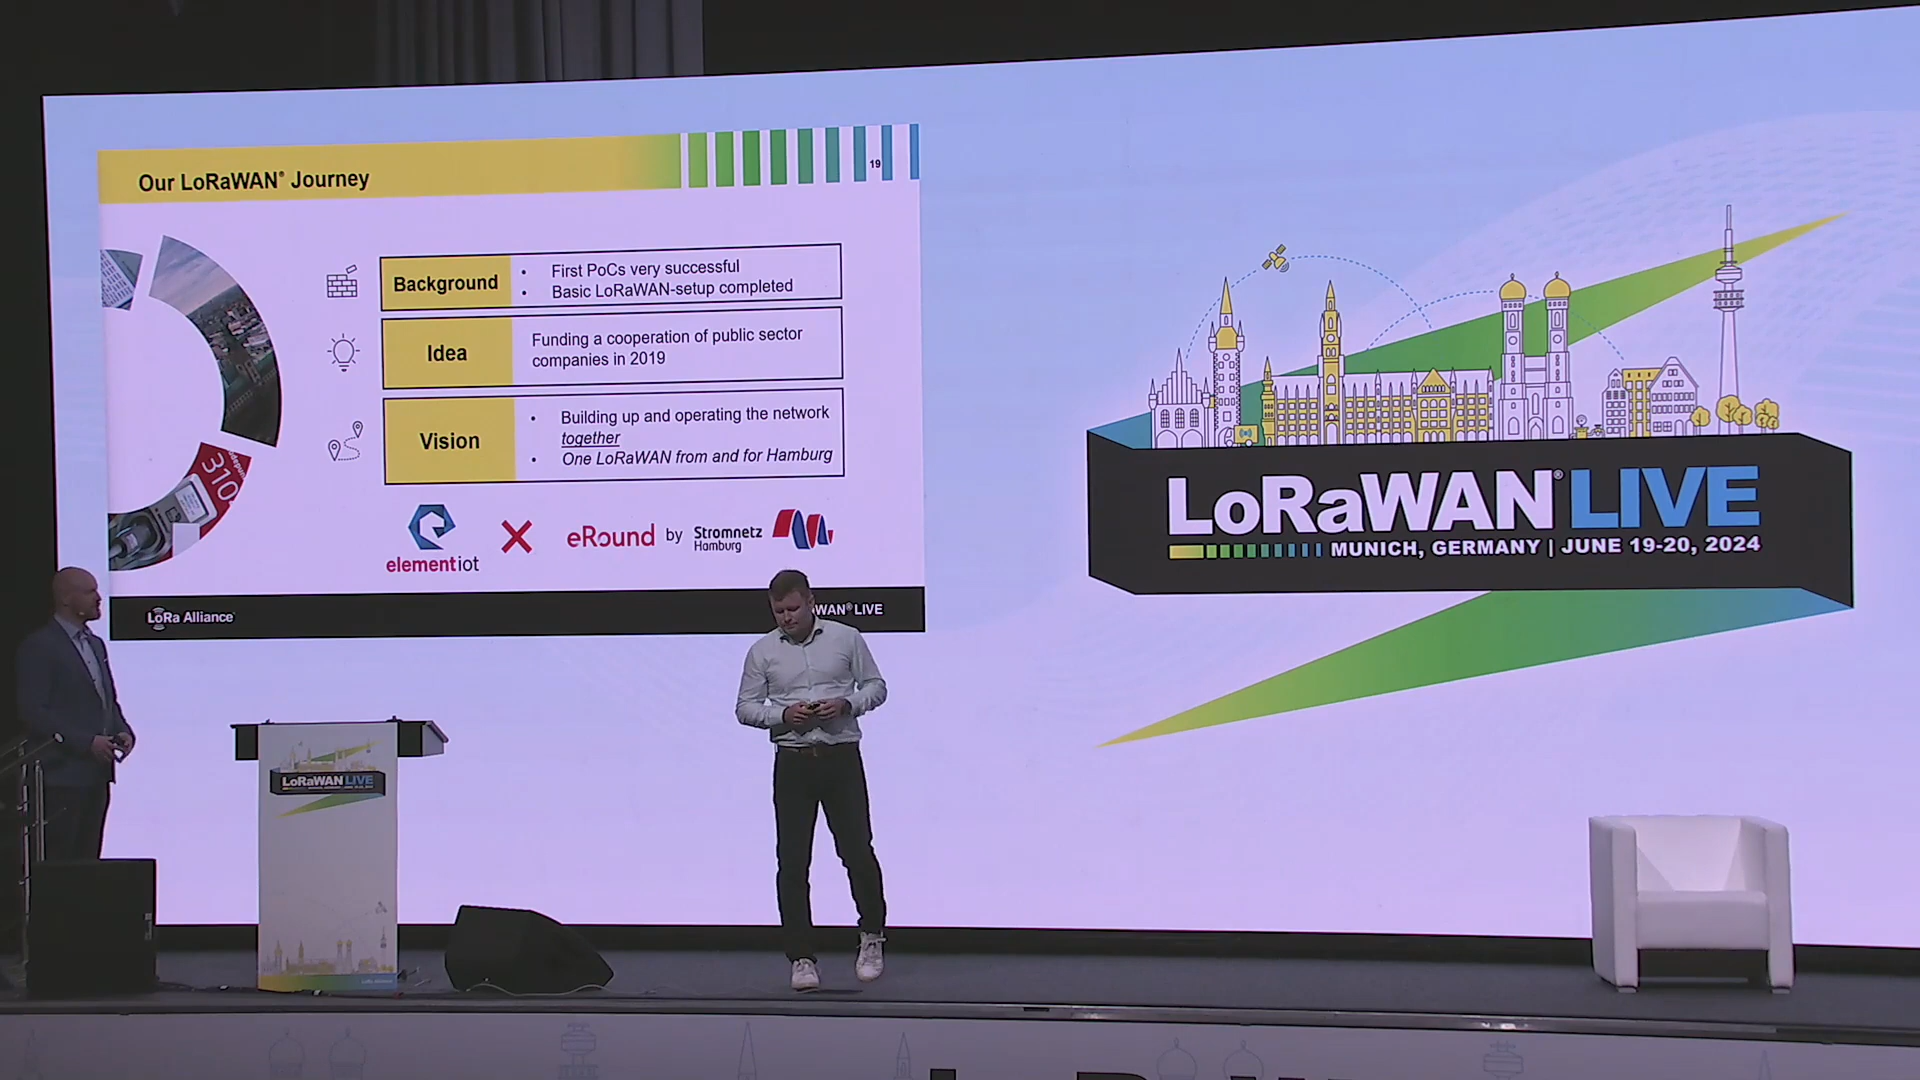 Our LoRaWAN® Journey
19
Background
• First PoCs very successful
• Basic LoRaWAN-setup completed
Idea
Funding a cooperation of public sector
companies in 2019
Vision
• Building up and operating the network
together
• One LoRaWAN from and for Hamburg
310
elementiot
eRound by Stromnetz
Hamburg
LoRa Alliance
WAN® LIVE
LoRaWAN® LIVE
MUNICH, GERMANY | JUNE 19-20, 2024
LoRaWAN LIVE